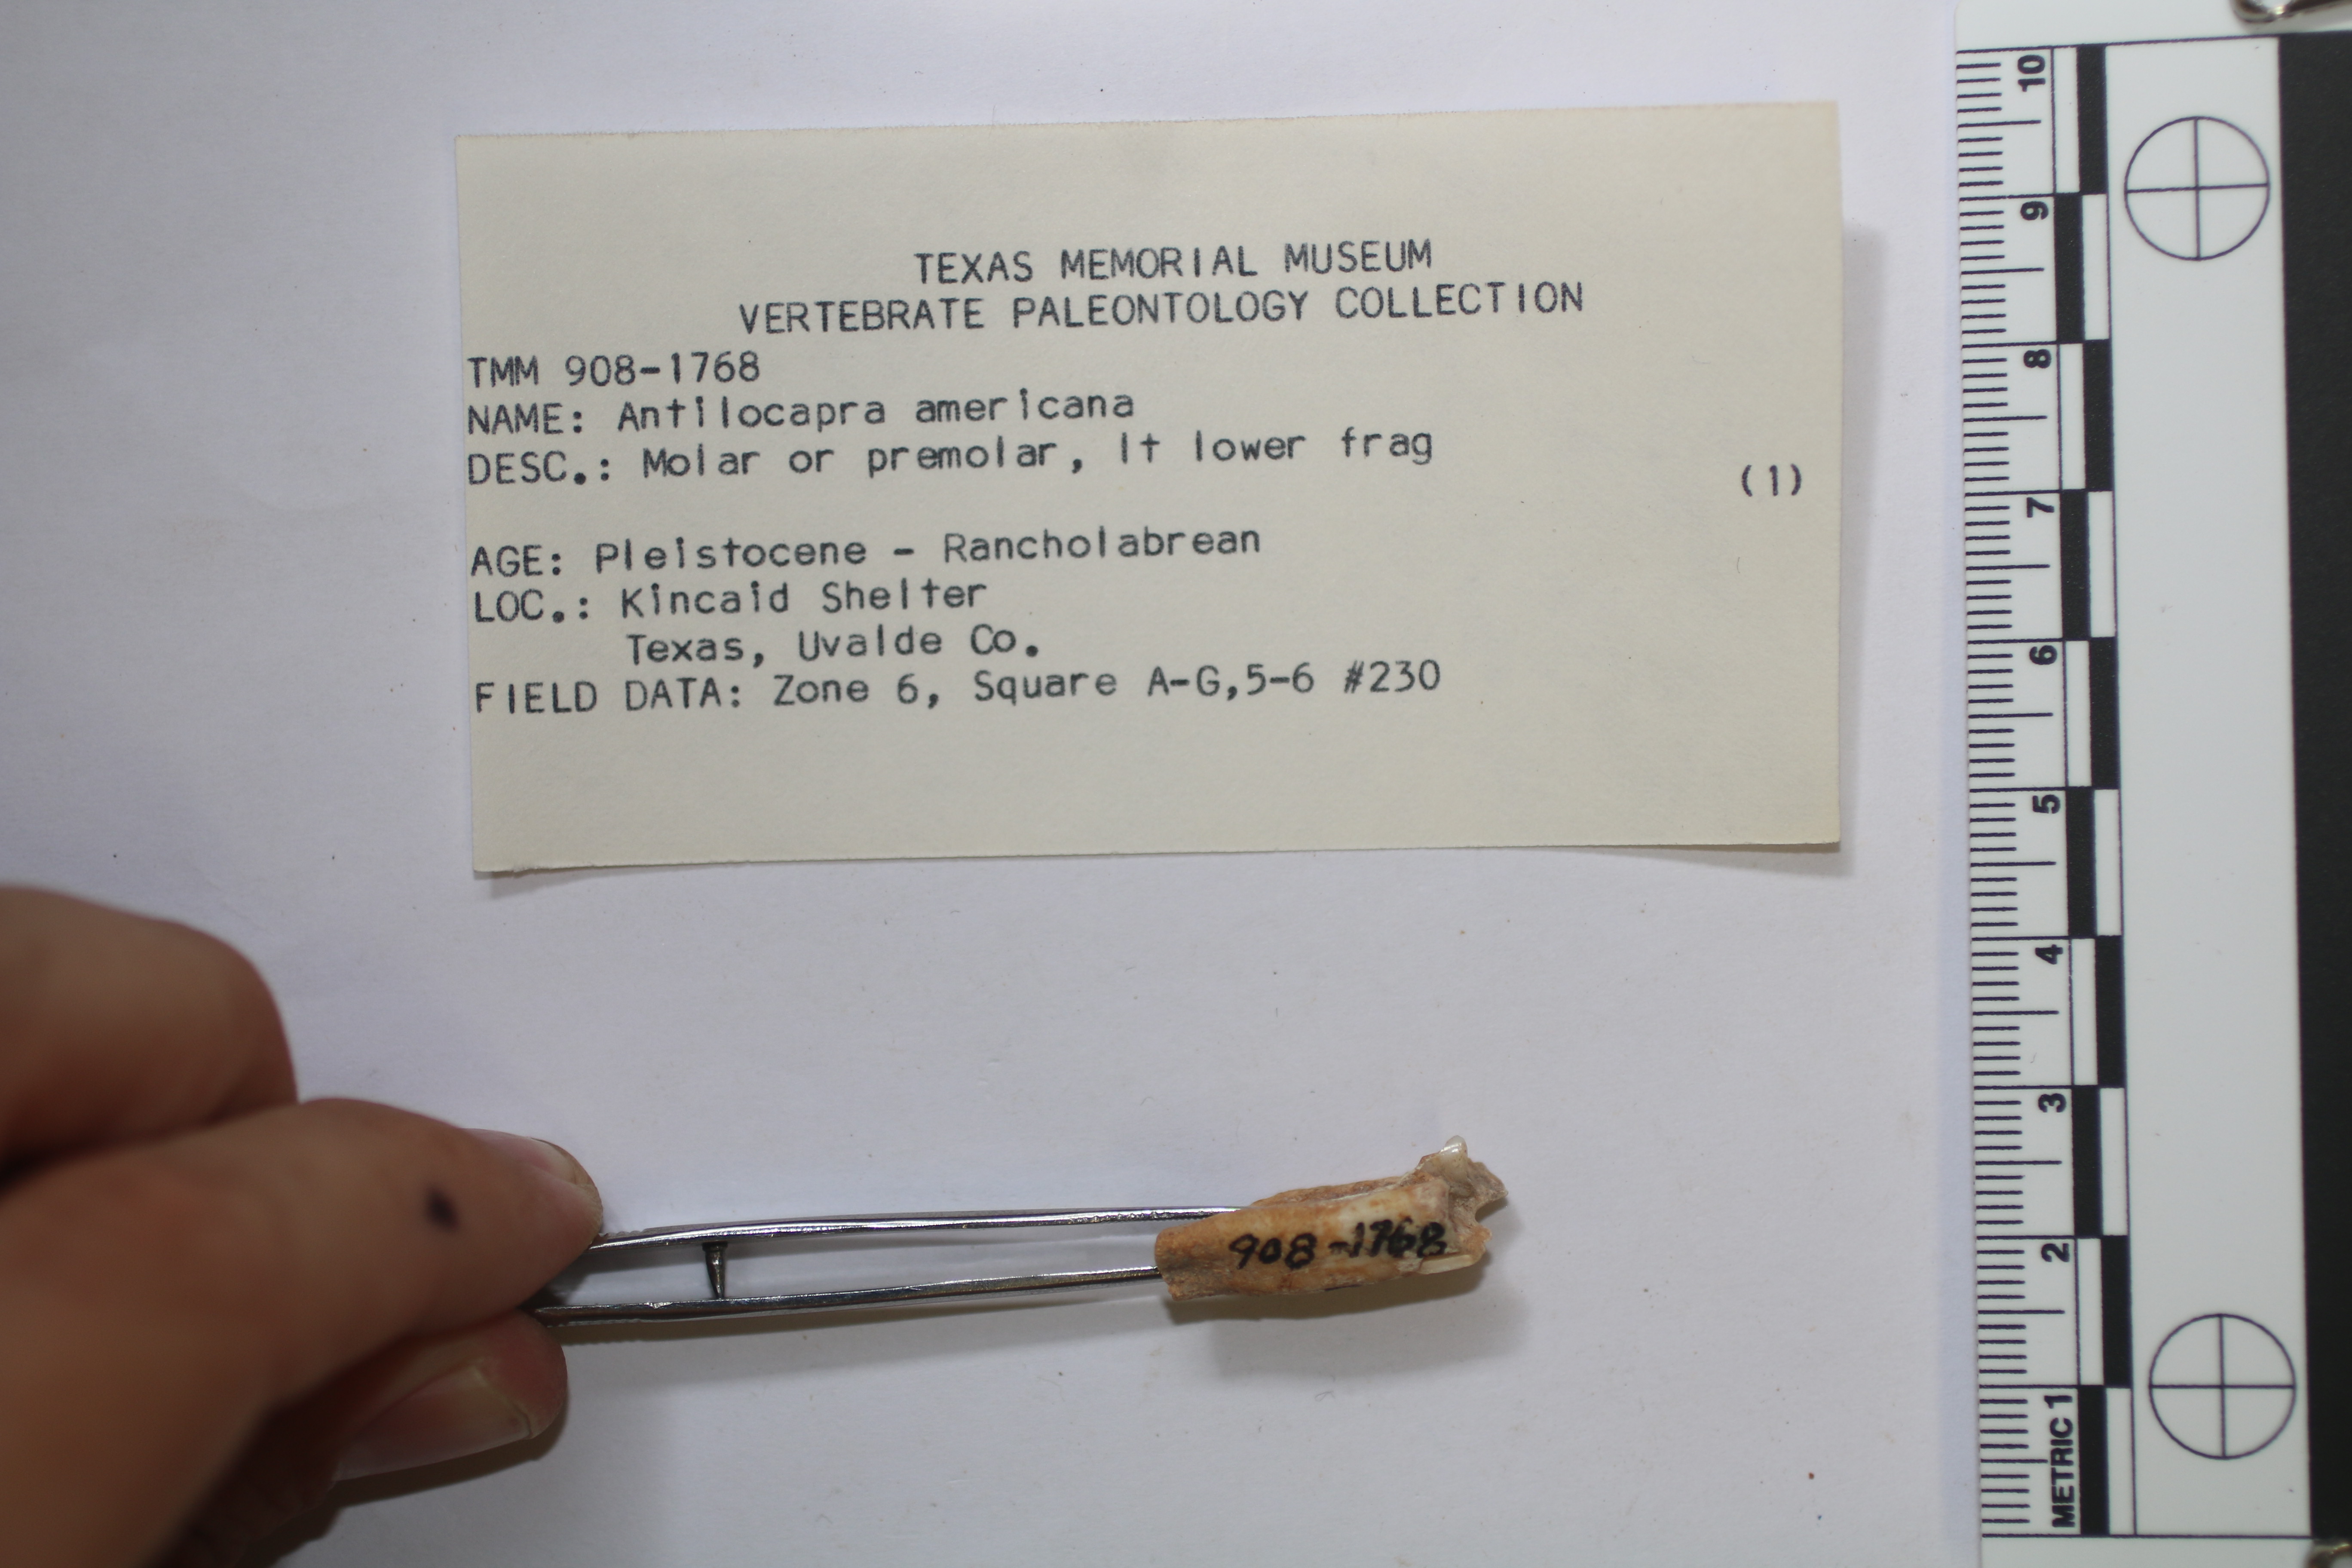 TEXAS MEMORIAL MUSEUM
VERTEBRATE PALEONTOLOGY COLLECTION
TMM 908-1768
NAME: Antilocapra americana
DESC.: Molar or premolar, lt lower frag
(1)
AGE: Pleistocene - Rancholabrean
LOC.: Kincaid Shelter
Texas, Uvalde Co.
FIELD DATA: Zone 6, Square A-G,5-6 #230
908-1768
10
9
8
7
6
5
4
3
2
METRIC 1